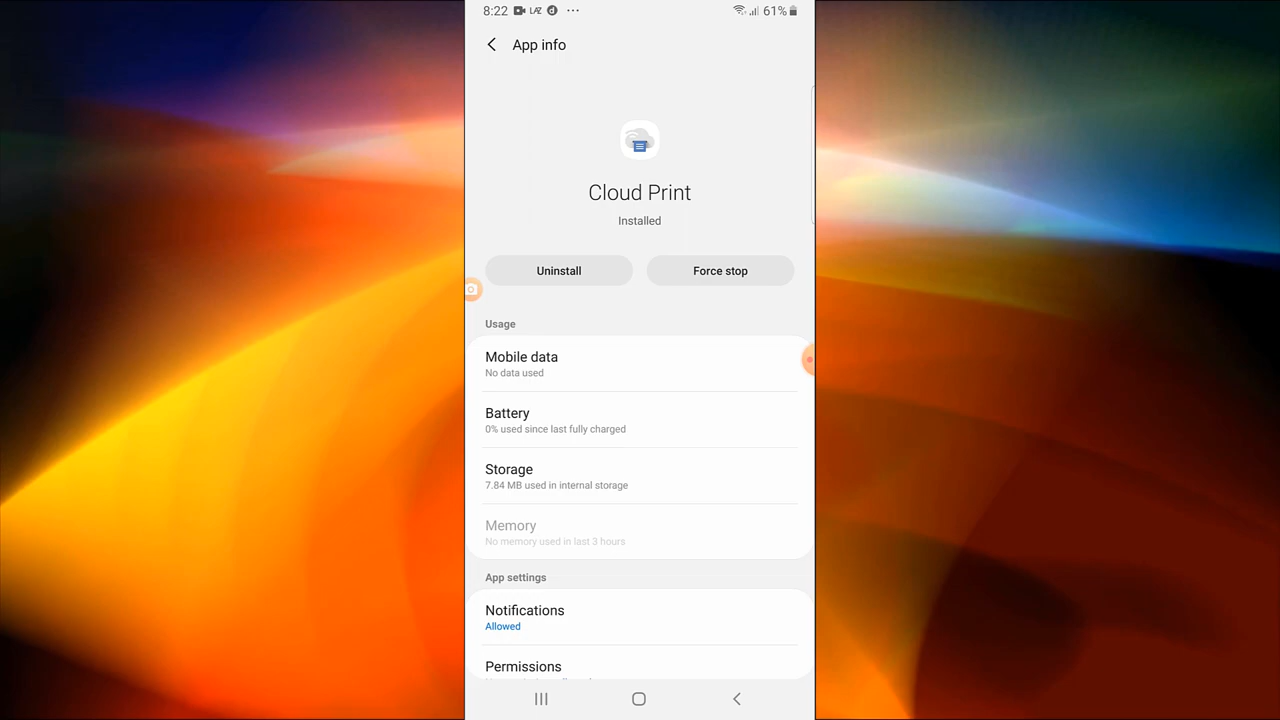 8:22 LAZ d ... 61%
App info
Cloud Print
Installed
Uninstall
Force stop
Usage
Mobile data
No data used
Battery
0% used since last fully charged
Storage
7.84 MB used in internal storage
Memory
No memory used in last 3 hours
App settings
Notifications
Allowed
Permissions